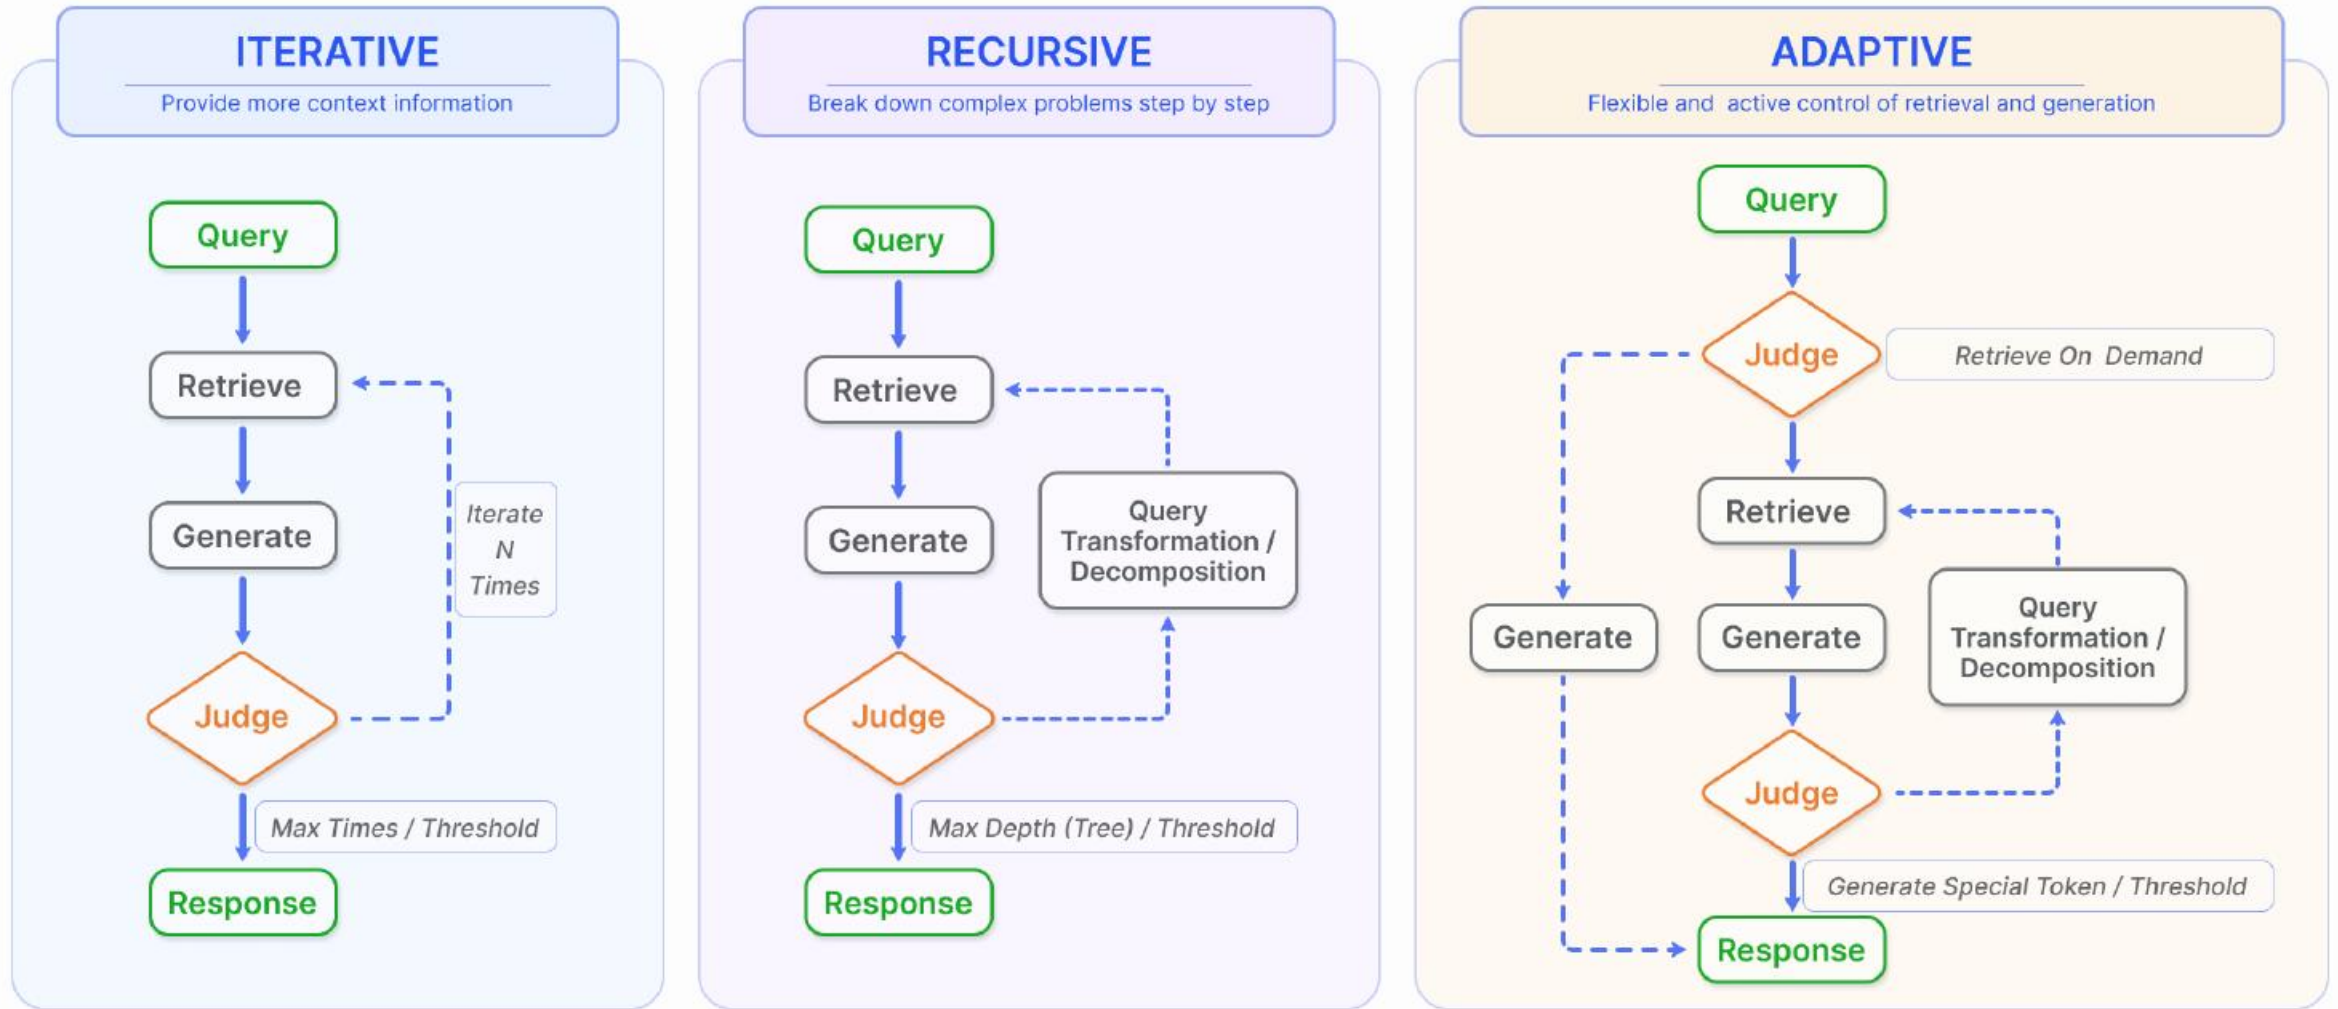 ITERATIVE
Provide more context information
Query
Retrieve
Generate
Iterate
N
Times
Judge
Max Times / Threshold
Response
RECURSIVE
Break down complex problems step by step
Query
Retrieve
Generate
Query
Transformation /
Decomposition
Judge
Max Depth (Tree) / Threshold
Response
ADAPTIVE
Flexible and active control of retrieval and generation
Query
Judge
Retrieve On Demand
Retrieve
Generate
Generate
Query
Transformation /
Decomposition
Judge
Generate Special Token / Threshold
Response